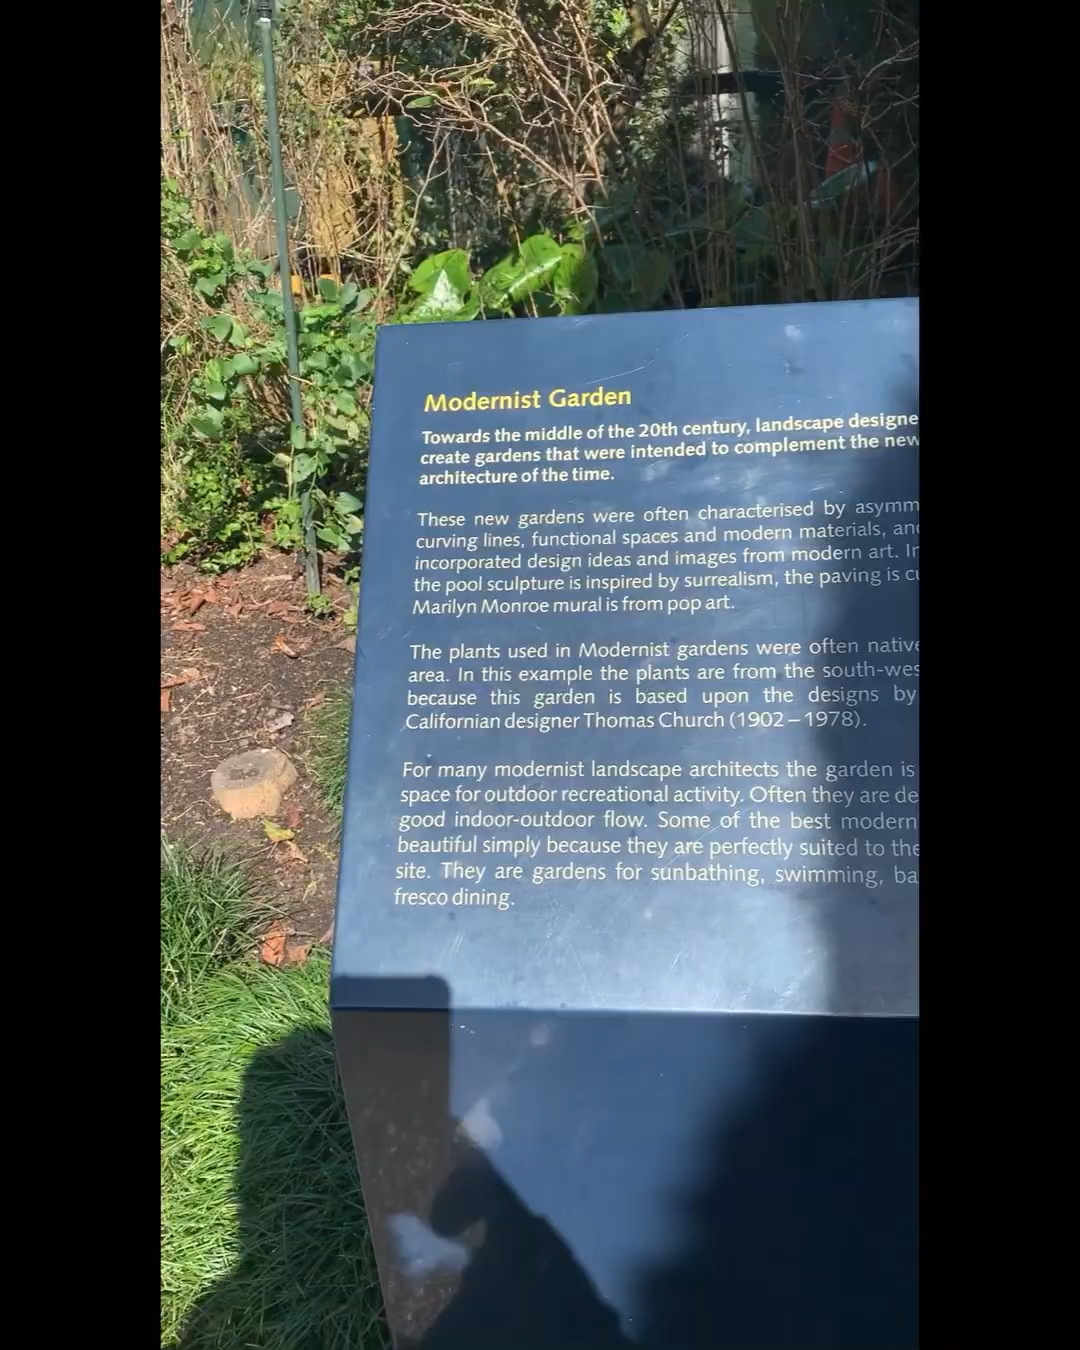 Modernist Garden
Towards the middle of the 20th century, landscape designe
create gardens that were intended to complement the new
architecture of the time.
These new gardens were often characterised by asymm
curving lines, functional spaces and modern materials, and
incorporated design ideas and images from modern art. In
the pool sculpture is inspired by surrealism, the paving is cu
Marilyn Monroe mural is from pop art.
The plants used in Modernist gardens were often native
area. In this example the plants are from the south-wes
because this garden is based upon the designs by
Californian designer Thomas Church (1902 – 1978).
For many modernist landscape architects the garden is
space for outdoor recreational activity. Often they are de
good indoor-outdoor flow. Some of the best modern
beautiful simply because they are perfectly suited to the
site. They are gardens for sunbathing, swimming, ba
fresco dining.